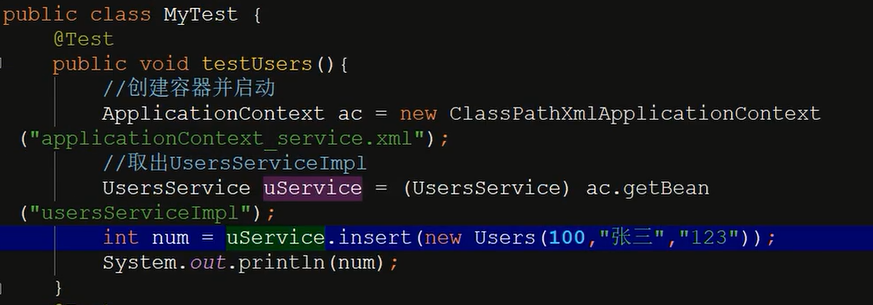 public class MyTest {
@Test
public void testUsers(){
//创建容器并启动
ApplicationContext ac = new ClassPathXmlApplicationContext
("applicationContext_service.xml");
//取出UsersServiceImpl
UsersService uService = (UsersService) ac.getBean
("usersServiceImpl");
int num = uService.insert(new Users(100,"张三","123"));
System.out.println(num);
}